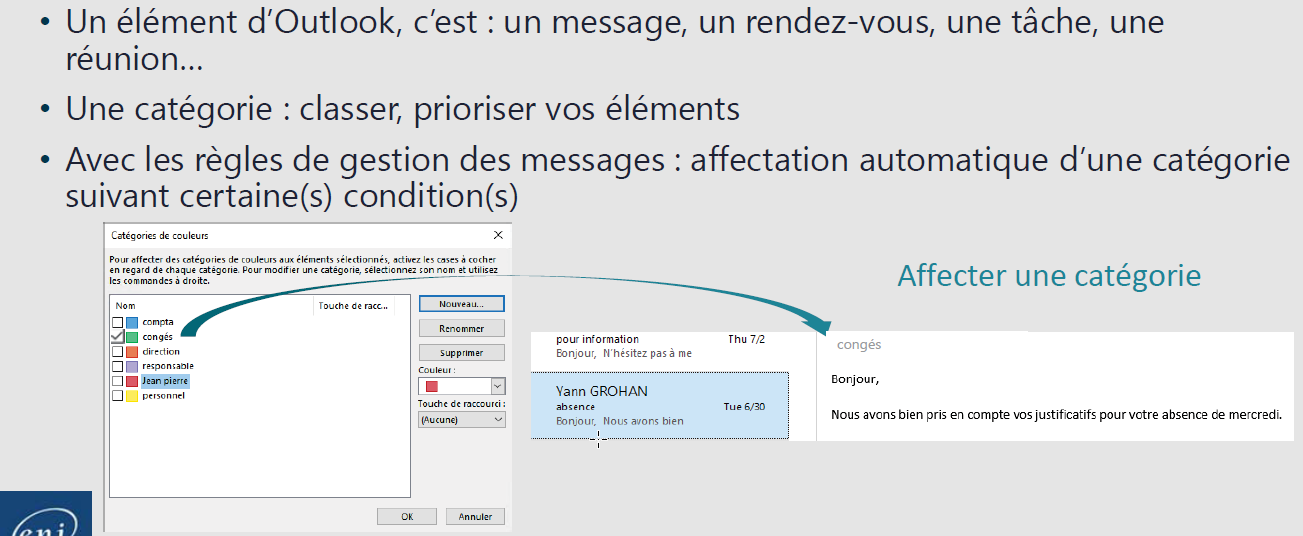 • Un élément d’Outlook, c’est : un message, un rendez-vous, une tâche, une
réunion…
• Une catégorie : classer, prioriser vos éléments
• Avec les règles de gestion des messages : affectation automatique d’une catégorie
suivant certaine(s) condition(s)
Catégories de couleurs
Pour affecter des catégories de couleurs aux éléments sélectionnés, activez les cases à cocher
en regard de chaque catégorie. Pour modifier une catégorie, sélectionnez son nom et utilisez
les commandes à droite.
Nom Touche de racc...
compta
congés
direction
responsable
Jean pierre
personnel
Nouveau...
Renommer
Supprimer
Couleur :
Touche de raccourci :
(Aucune)
OK Annuler
Affecter une catégorie
pour information Thu 7/2
Bonjour, N'hésitez pas à me
Yann GROHAN
absence Tue 6/30
Bonjour, Nous avons bien
congés
Bonjour,
Nous avons bien pris en compte vos justificatifs pour votre absence de mercredi.
eni